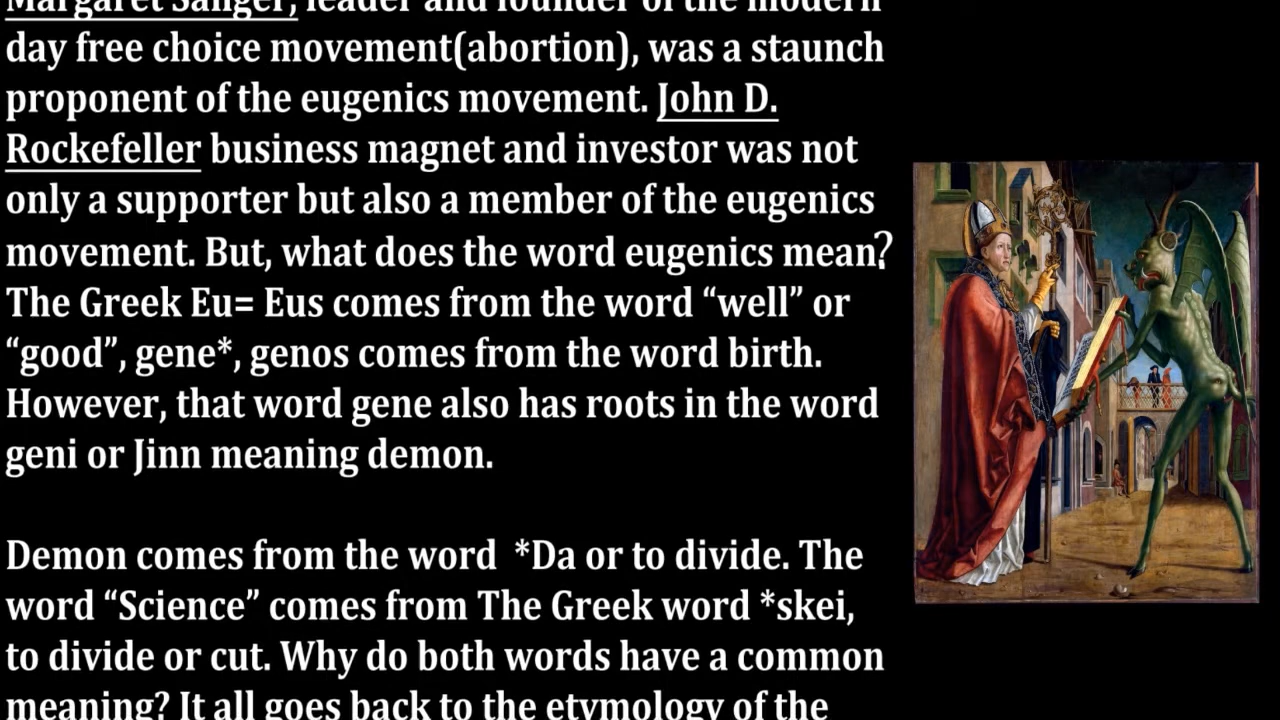 Margaret Sanger, leader and founder of the modern
day free choice movement(abortion), was a staunch
proponent of the eugenics movement. John D.
Rockefeller business magnet and investor was not
only a supporter but also a member of the eugenics
movement. But, what does the word eugenics mean?
The Greek Eu= Eus comes from the word “well” or
“good”, gene*, genos comes from the word birth.
However, that word gene also has roots in the word
geni or Jinn meaning demon.
Demon comes from the word *Da or to divide. The
word “Science” comes from The Greek word *skei,
to divide or cut. Why do both words have a common
meaning? It all goes back to the etymology of the